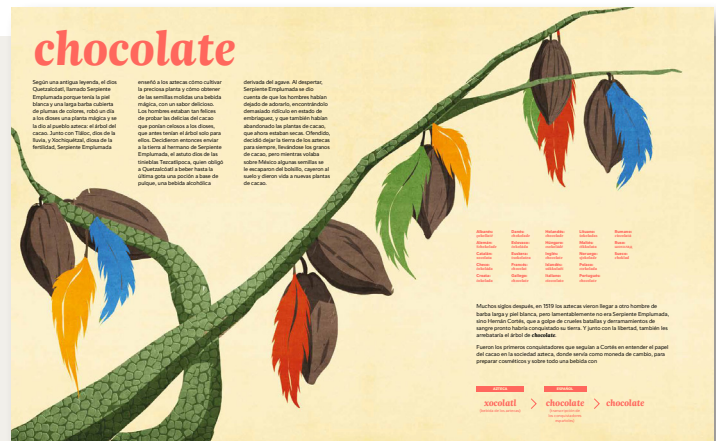 chocolate
Según una antigua leyenda, el dios
Quetzalcóatl, llamado Serpiente
Emplumada porque tenía la piel
blanca y una larga barba cubierta
de plumas de colores, robó un día
a los dioses una planta mágica y se
la dio al pueblo azteca: el árbol del
cacao. Junto con Tláloc, dios de la
lluvia, y Xochiquétzal, diosa de la
fertilidad, Serpiente Emplumada
enseñó a los aztecas cómo cultivar
la preciosa planta y cómo obtener
de las semillas molidas una bebida
mágica, con un sabor delicioso.
Los hombres estaban tan felices
de probar las delicias del cacao
que ponían celosos a los dioses,
que antes tenían el árbol solo para
ellos. Decidieron entonces enviar
a la tierra al hermano de Serpiente
Emplumada, el astuto dios de las
tinieblas Tezcatlipoca, quien obligó
a Quetzalcóatl a beber hasta la
última gota una poción a base de
pulque, una bebida alcohólica
derivada del agave. Al despertar,
Serpiente Emplumada se dio
cuenta de que los hombres habían
dejado de adorarlo, encontrándolo
demasiado ridículo en estado de
embriaguez, y que también habían
abandonado las plantas de cacao,
que ahora estaban secas. Ofendido,
decidió dejar la tierra de los aztecas
para siempre, llevándose los granos
de cacao, pero mientras volaba
sobre México algunas semillas se
le escaparon del bolsillo, cayeron al
suelo y dieron vida a nuevas plantas
de cacao.
Muchos siglos después, en 1519 los aztecas vieron llegar a otro hombre de
barba larga y piel blanca, pero lamentablemente no era Serpiente Emplumada,
sino Hernán Cortés, que a golpe de crueles batallas y derramamientos de
sangre pronto habría conquistado su tierra. Y junto con la libertad, también les
arrebataría el árbol de chocolate.
Fueron los primeros conquistadores que seguían a Cortés en entender el papel
del cacao en la sociedad azteca, donde servía como moneda de cambio, para
preparar cosméticos y sobre todo una bebida con
AZTECA
ESPAÑOL
xocolatl > chocolate > chocolate